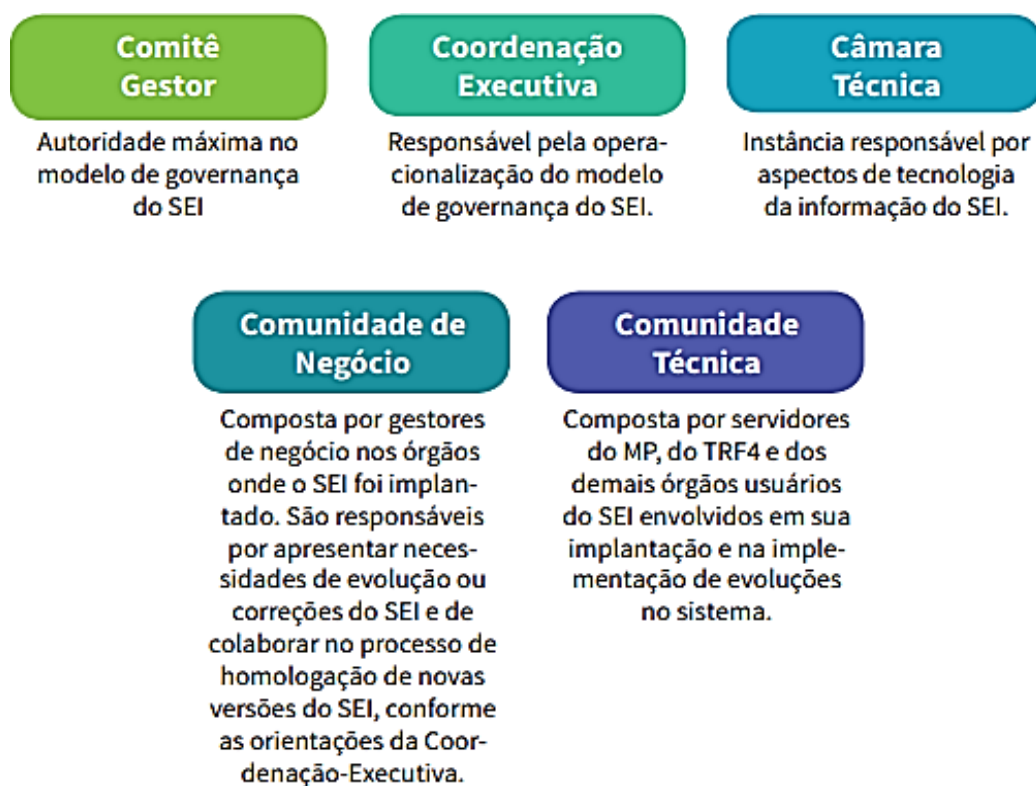 Comitê
Gestor
Autoridade máxima no
modelo de governança
do SEI
Coordenação
Executiva
Responsável pela opera-
cionalização do modelo
de governança do SEI.
Câmara
Técnica
Instância responsável por
aspectos de tecnologia
da informação do SEI.
Comunidade de
Negócio
Composta por gestores
de negócio nos órgãos
onde o SEI foi implan-
tado. São responsáveis
por apresentar neces-
sidades de evolução ou
correções do SEI e de
colaborar no processo de
homologação de novas
versões do SEI, conforme
as orientações da Coor-
denação-Executiva.
Comunidade
Técnica
Composta por servidores
do MP, do TRF4 e dos
demais órgãos usuários
do SEI envolvidos em sua
implantação e na imple-
mentação de evoluções
no sistema.